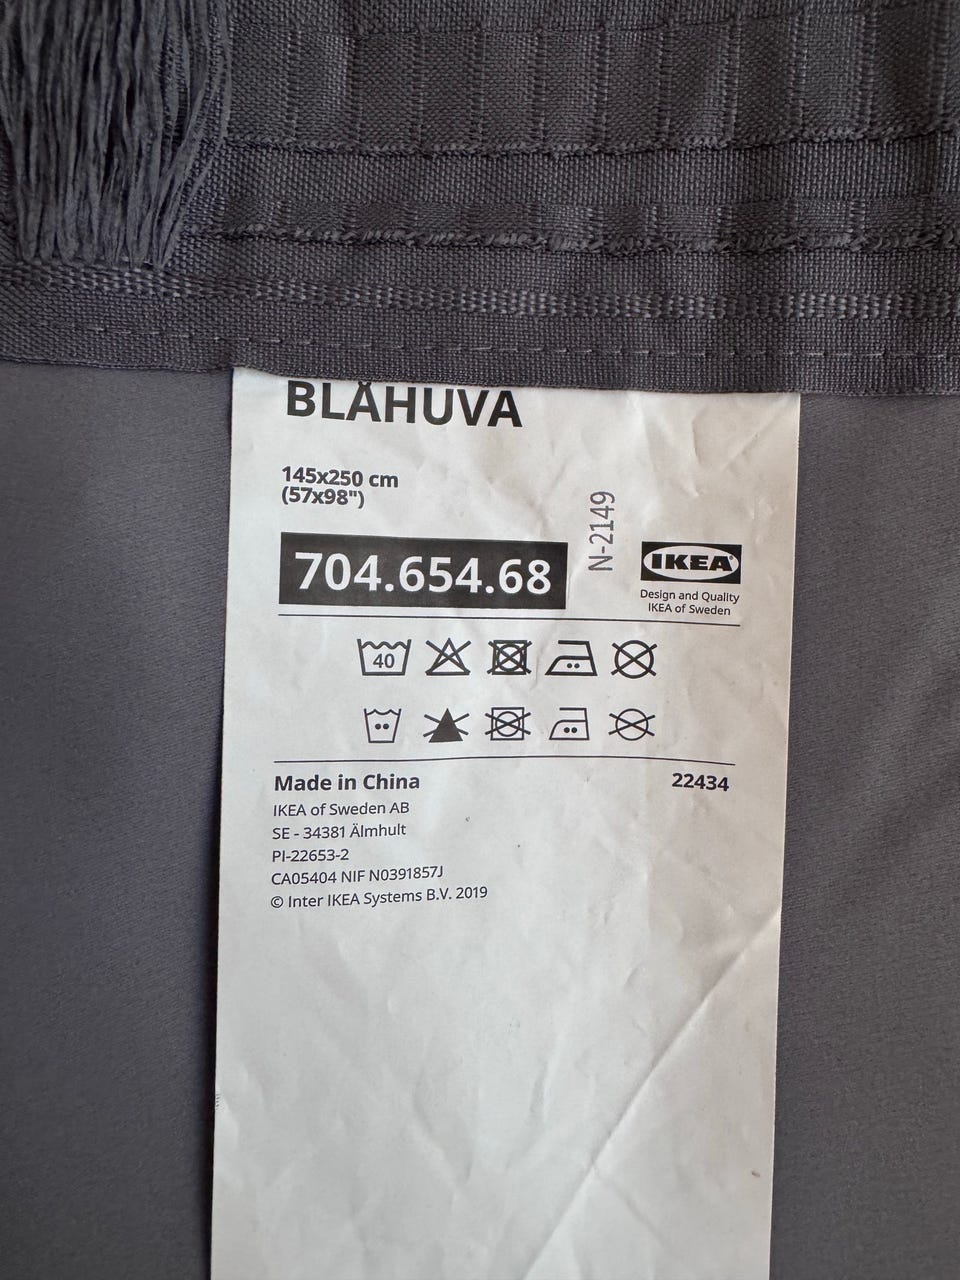 BLÅHUVA
145x250 cm
(57x98")
N-2149
704.654.68
IKEA®
Design and Quality
IKEA of Sweden
40
Made in China
22434
IKEA of Sweden AB
SE - 34381 Älmhult
PI-22653-2
CA05404 NIF N0391857J
© Inter IKEA Systems B.V. 2019